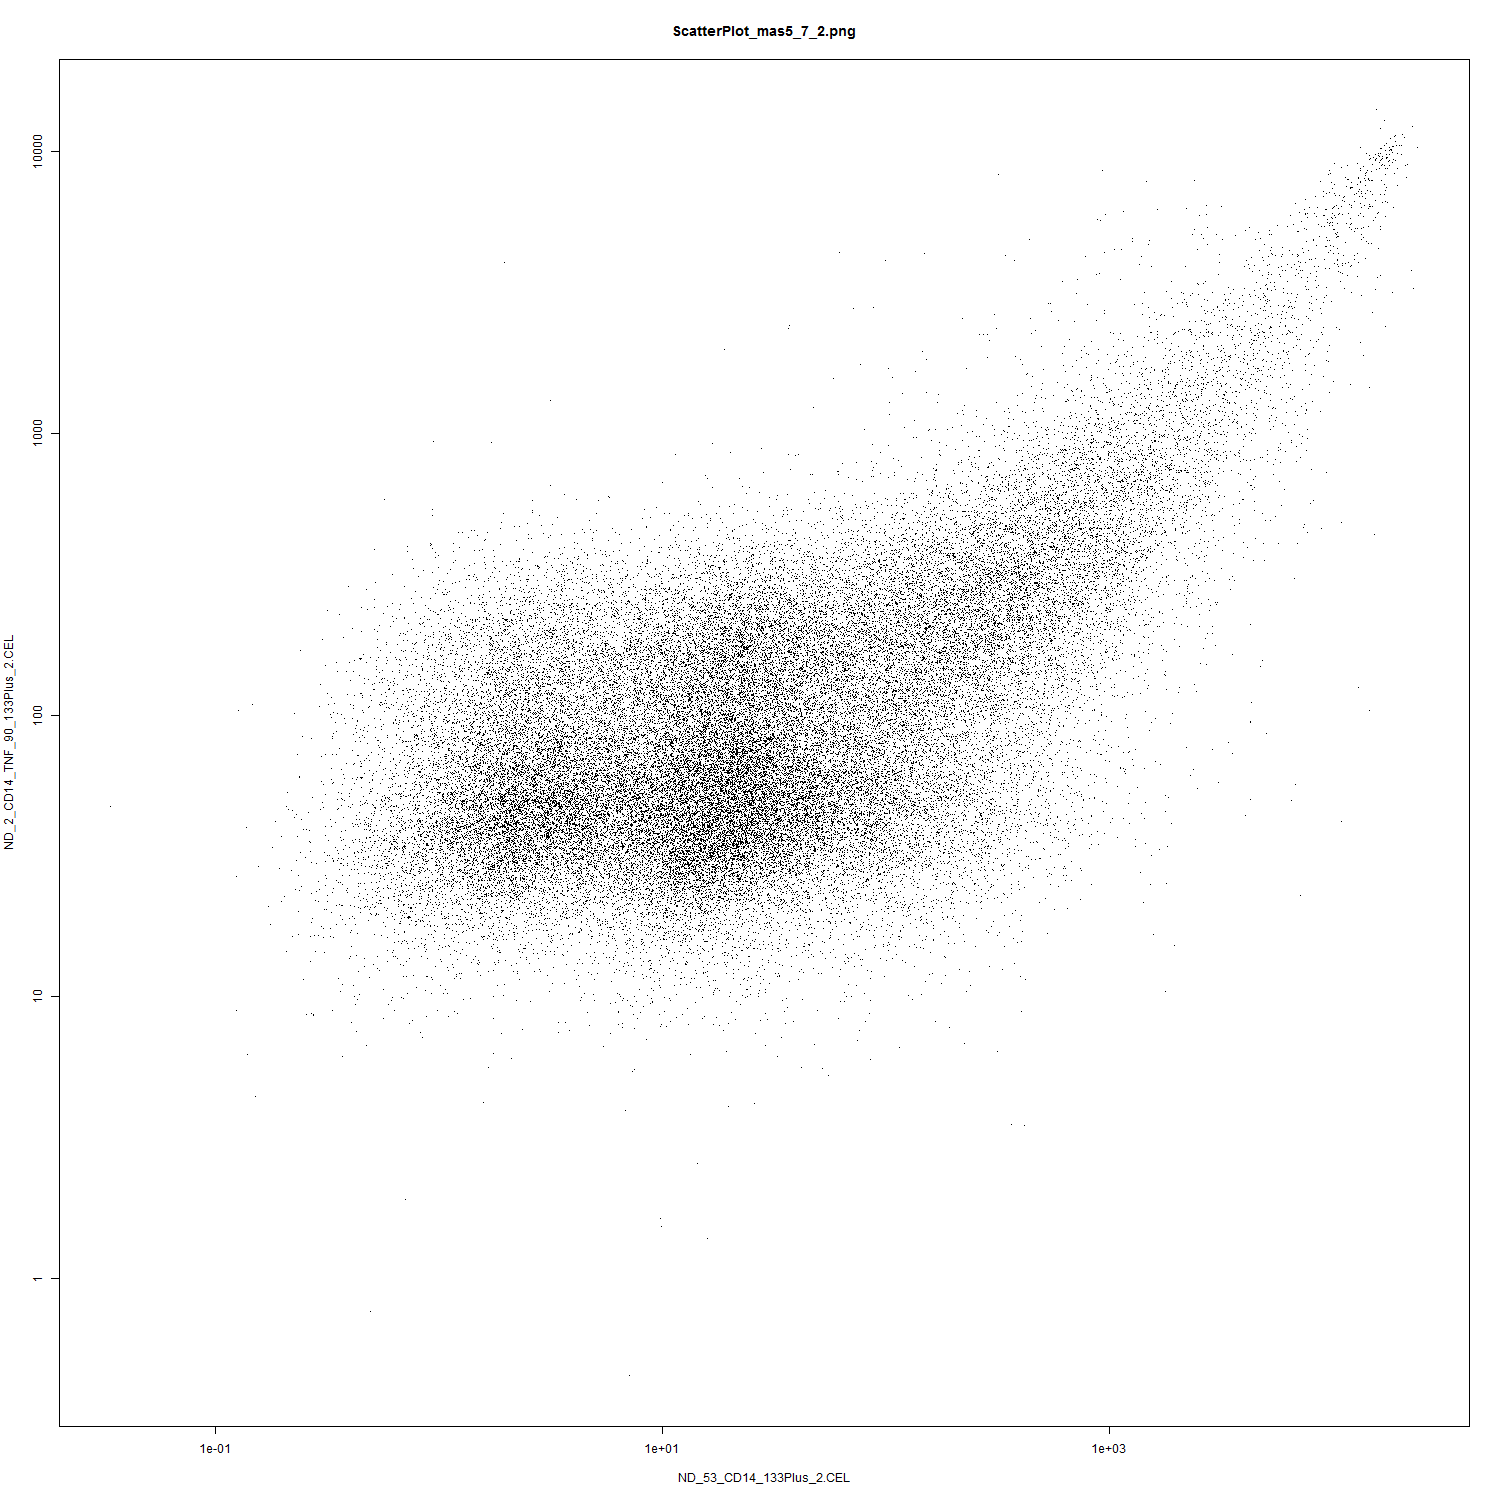 ScatterPlot_mas5_7_2.png
10000
1000
100
10
1
ND_2_CD14_TNF_90_133Plus_2.CEL
1e-01
1e+01
1e+03
ND_53_CD14_133Plus_2.CEL